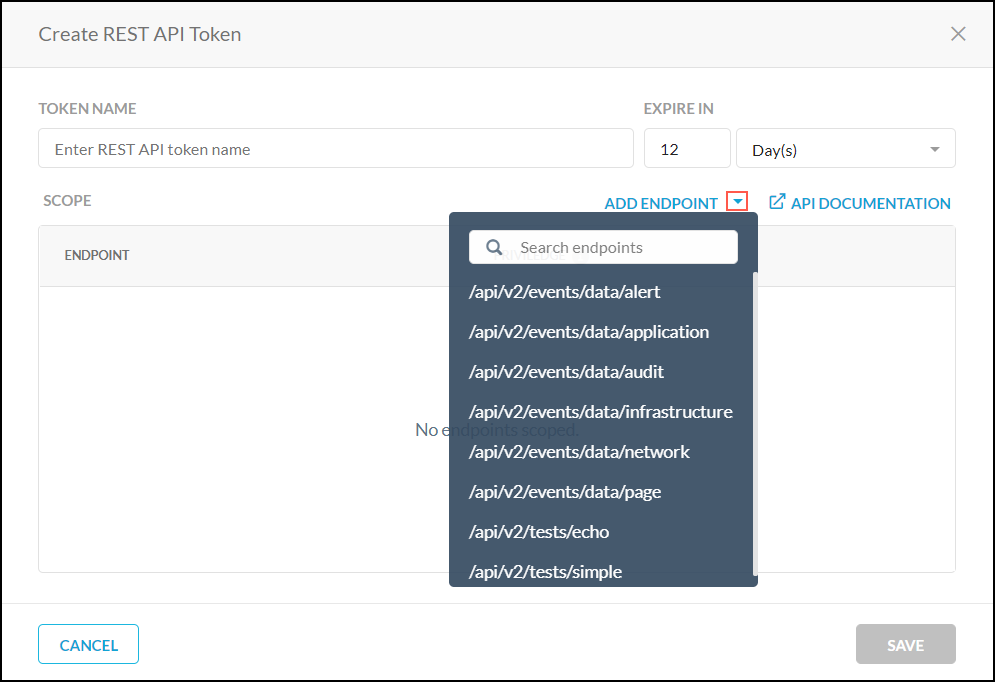 Create REST API Token
TOKEN NAME
EXPIRE IN
Enter REST API token name
12
Day(s)
SCOPE
ADD ENDPOINT
API DOCUMENTATION
ENDPOINT
Search endpoints
/api/v2/events/data/alert
/api/v2/events/data/application
/api/v2/events/data/audit
/api/v2/events/data/infrastructure
No endpoints scoped.
/api/v2/events/data/network
/api/v2/events/data/page
/api/v2/tests/echo
/api/v2/tests/simple
CANCEL
SAVE